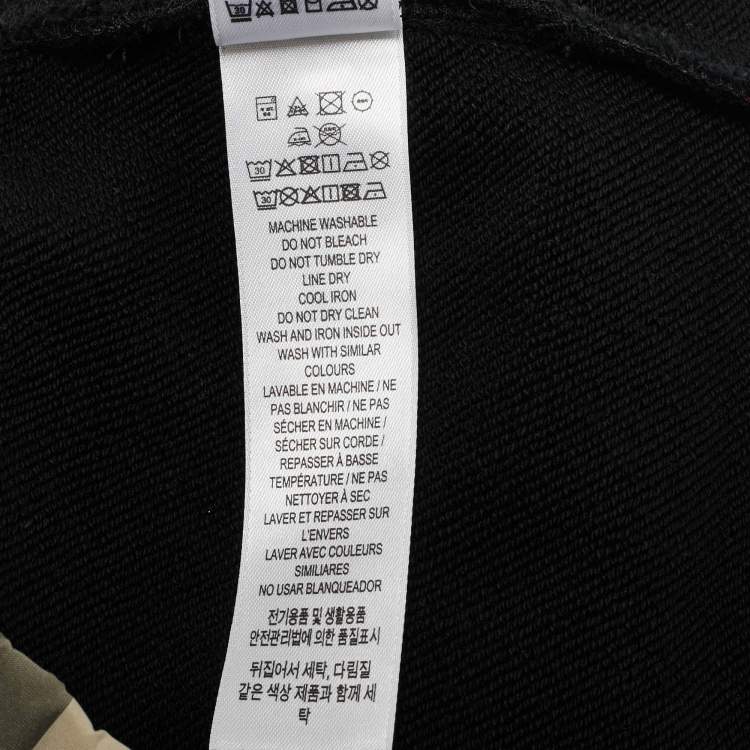 30
30
30
MACHINE WASHABLE
DO NOT BLEACH
DO NOT TUMBLE DRY
LINE DRY
COOL IRON
DO NOT DRY CLEAN
WASH AND IRON INSIDE OUT
WASH WITH SIMILAR
COLOURS
LAVABLE EN MACHINE / NE
PAS BLANCHIR / NE PAS
SÉCHER EN MACHINE /
SÉCHER SUR CORDE /
REPASSER À BASSE
TEMPÉRATURE / NE PAS
NETTOYER À SEC
LAVER ET REPASSER SUR
L'ENVERS
LAVER AVEC COULEURS
SIMILIARES
NO USAR BLANQUEADOR
전기용품 및 생활용품
안전관리법에 의한 품질표시
뒤집어서 세탁, 다림질
같은 색상 제품과 함께 세
탁